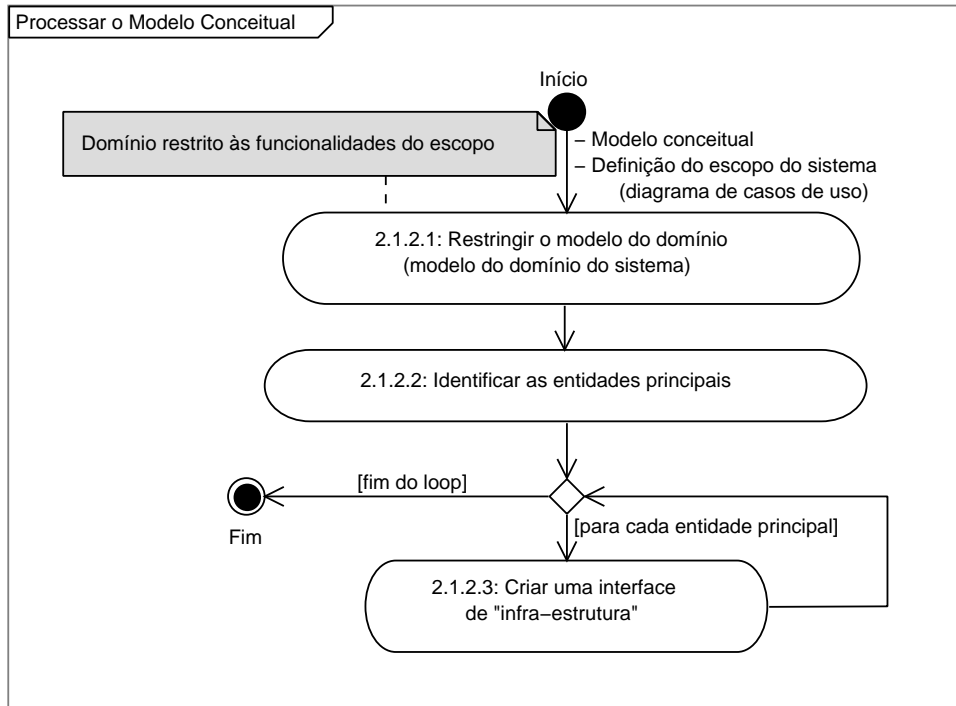 Processar o Modelo Conceitual
Início
Domínio restrito às funcionalidades do escopo
– Modelo conceitual
– Definição do escopo do sistema
(diagrama de casos de uso)
2.1.2.1: Restringir o modelo do domínio
(modelo do domínio do sistema)
2.1.2.2: Identificar as entidades principais
[fim do loop]
Fim
[para cada entidade principal]
2.1.2.3: Criar uma interface
de "infra–estrutura"